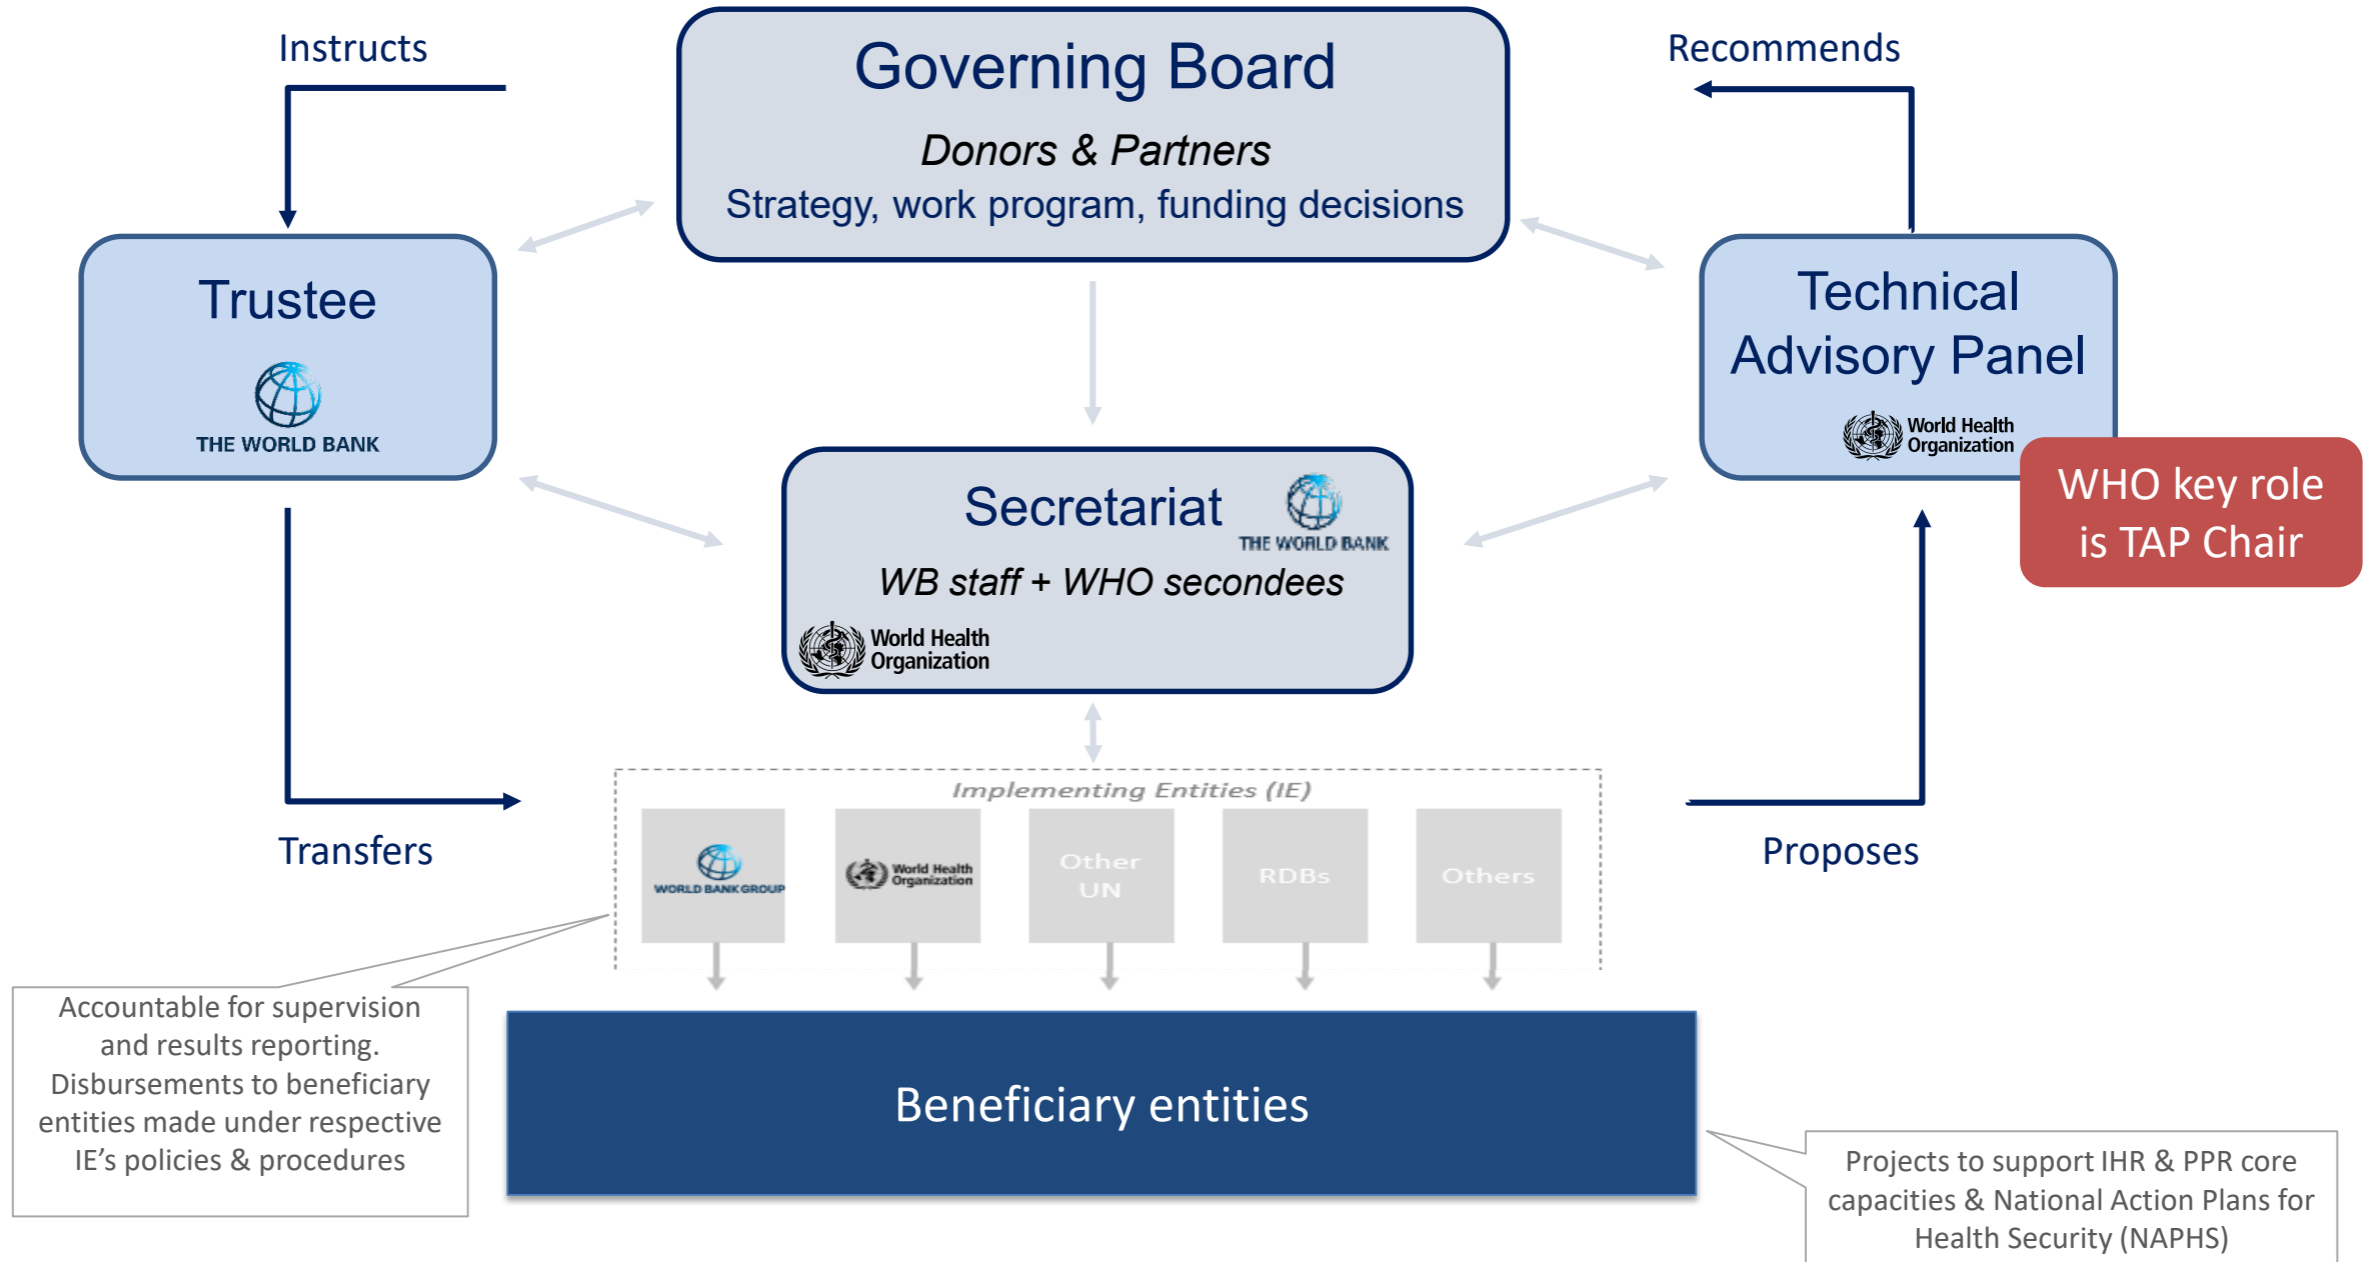 Instructs
Governing Board
Donors & Partners
Strategy, work program, funding decisions
Recommends
Trustee
THE WORLD BANK
Technical
Advisory Panel
World Health
Organization
WHO key role
is TAP Chair
Secretariat
THE WORLD BANK
WB staff + WHO secondees
World Health
Organization
Transfers
Proposes
Implementing Entities (IE)
WORLD BANK GROUP
World Health
Organization
Other
UN
RDBs
Others
Accountable for supervision
and results reporting.
Disbursements to beneficiary
entities made under respective
IE’s policies & procedures
Beneficiary entities
Projects to support IHR & PPR core
capacities & National Action Plans for
Health Security (NAPHS)